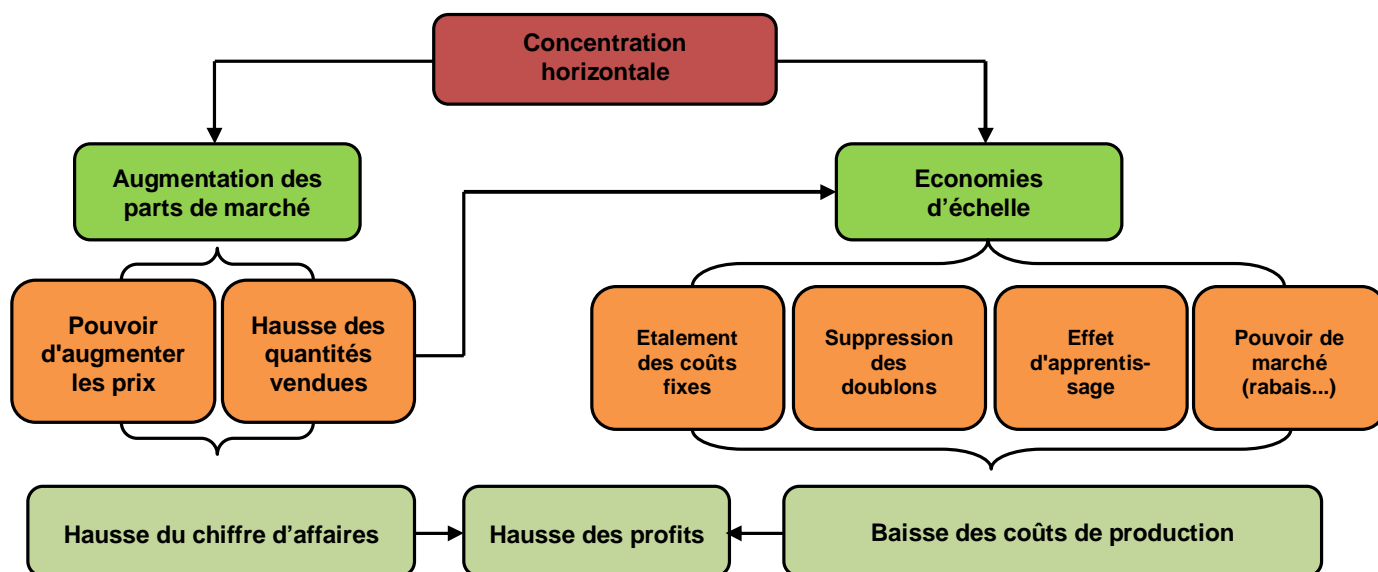 Concentration
horizontale
Augmentation des
parts de marché
Economies
d'échelle
Pouvoir
d'augmenter
les prix
Hausse des
quantités
vendues
Etalement
des coûts
fixes
Suppression
des
doublons
Effet
d'apprentis-
sage
Pouvoir de
marché
(rabais...)
Hausse du chiffre d'affaires
Hausse des profits
Baisse des coûts de production